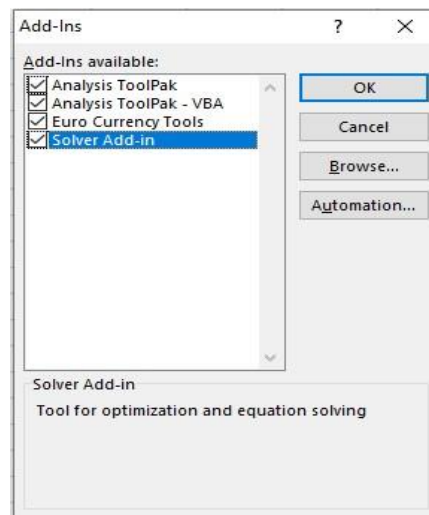 Add-Ins
?
Add-Ins available:
Analysis ToolPak
Analysis ToolPak - VBA
Euro Currency Tools
Solver Add-in
OK
Cancel
Browse...
Automation...
Solver Add-in
Tool for optimization and equation solving